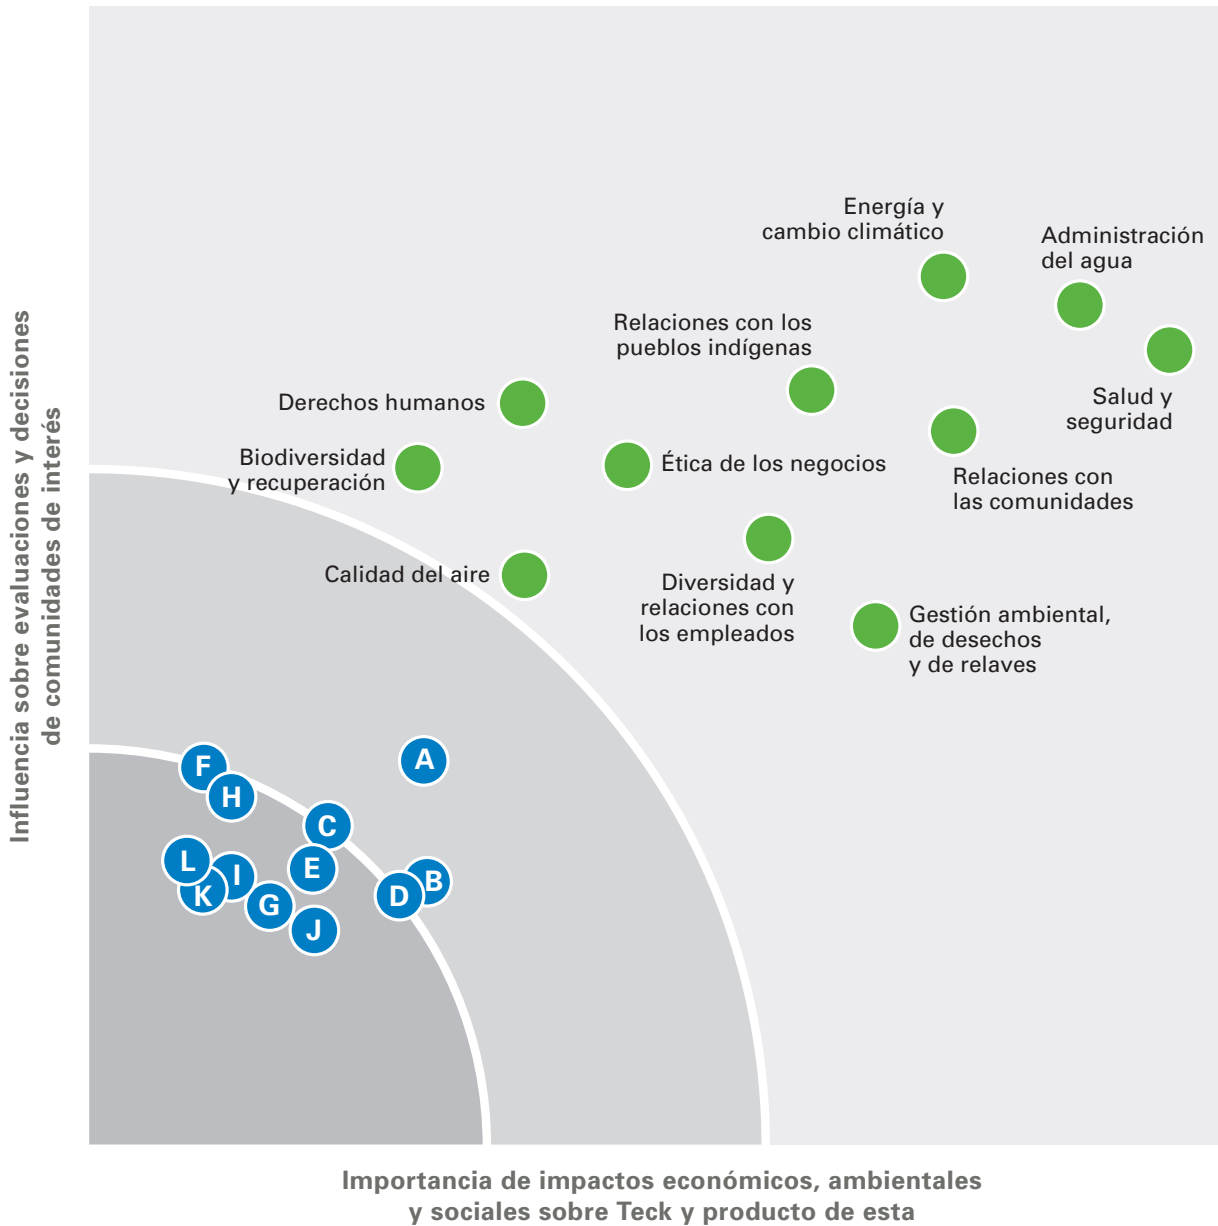 Influencia sobre evaluaciones y decisiones
de comunidades de interés
Energía y
cambio climático
Administración
del agua
Relaciones con los
pueblos indígenas
Salud y
seguridad
Derechos humanos
Biodiversidad
y recuperación
Ética de los negocios
Relaciones con
las comunidades
Calidad del aire
Diversidad y
relaciones con
los empleados
Gestión ambiental,
de desechos
y de relaves
A
F
H
C
L
I
E
K
B
D
G
J
Importancia de impactos económicos, ambientales
y sociales sobre Teck y producto de esta